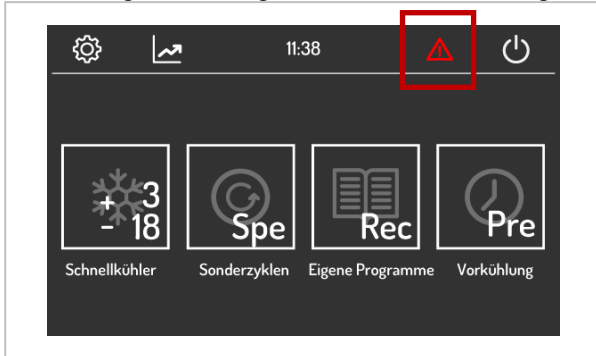 11:38
+ 3
- 18
Spe
Rec
Pre
Schnellkühler
Sonderzyklen
Eigene Programme
Vorkühlung